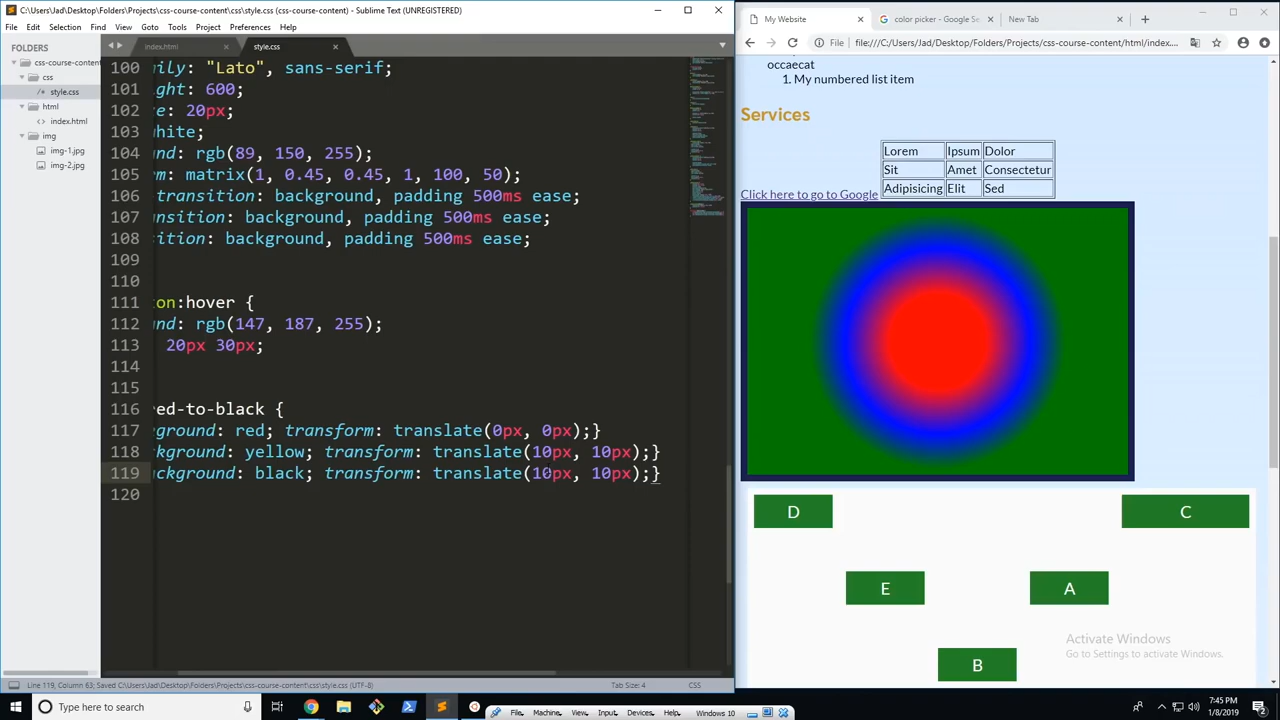 C:\Users\Jad\Desktop\Folders\Projects\css-course-content\css\style.css (css-course-content) - Sublime Text (UNREGISTERED)
File Edit Selection Find View Goto Tools Project Preferences Help
FOLDERS
css-course-content
css
/* style.css
html
<> index.html
img
img-1.jpg
img-2.jpg
index.html
style.css
100 ily: "Lato", sans-serif;
101 ght: 600;
102 e: 20px;
103 white;
104 nd: rgb(89, 150, 255);
105 rm: matrix(1, 0.45, 0.45, 1, 100, 50);
106 transition: background, padding 500ms ease;
107 nsition: background, padding 500ms ease;
108 sition: background, padding 500ms ease;
109
110
111 ton:hover {
112 nd: rgb(147, 187, 255);
113 20px 30px;
114
115
116 red-to-black {
117 eground: red; transform: translate(0px, 0px);}
118 kground: yellow; transform: translate(10px, 10px);}
119 ackground: black; transform: translate(10px, 10px);}
120
Line 119, Column 63; Saved C:\Users\Jad\Desktop\Folders\Projects\css-course-content\css\style.css (UTF-8)
Tab Size: 4
CSS
My Website
color picker - Google Se
New Tab
File
file:///C:/Users/Jad/Desktop/Folders/Projects/css-course-content/html/index....
occaecat
1. My numbered list item
Services
Lorem Ipsum Dolor
Sit Amet Consectetur
Click here to go to Google
Adipisicing Elit Sed
D
C
E
A
B
Activate Windows
Go to Settings to activate Windows.
Type here to search
File Machine View Input Devices Help Windows 10
7:45 PM
1/8/2019